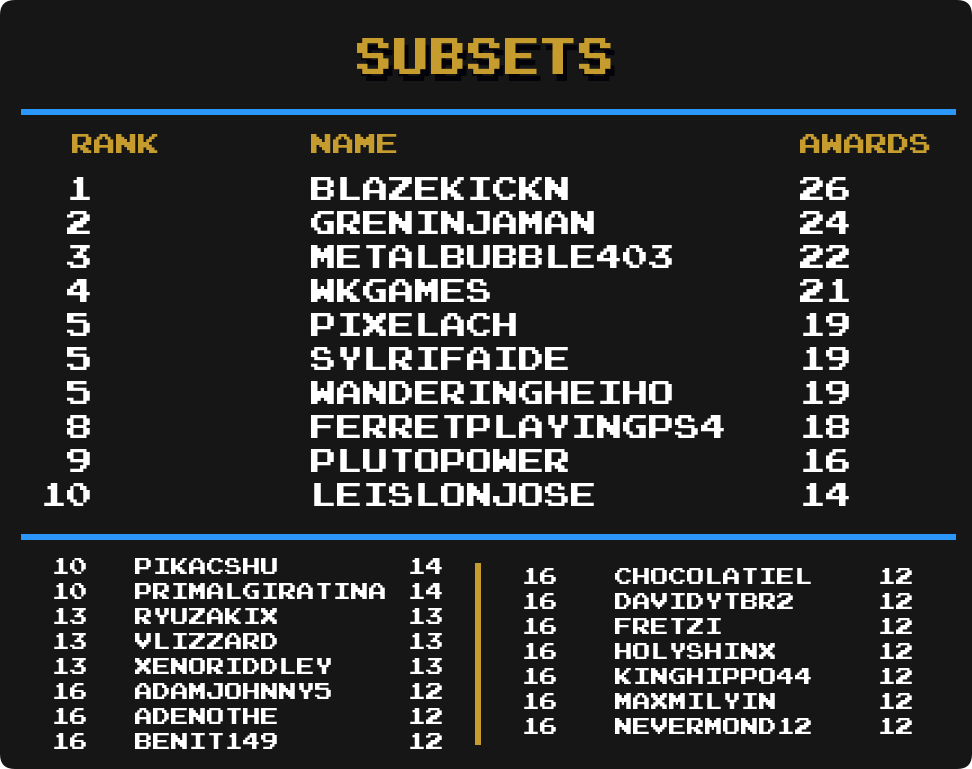 SUBSETS
RANK NAME AWARDS
1 BLAZEKICKN 26
2 GRENINJAMAN 24
3 METALBUBBLE403 22
4 WKGAMES 21
5 PIXELACH 19
5 SYLRIFAIDE 19
5 WANDERINGHEIHO 19
8 FERRETPLAYINGPS4 18
9 PLUTOPOWER 16
10 LEISLONJOSE 14
10 PIKACSHU 14
10 PRIMALGIRATINA 14
13 RYUZAKIX 13
13 VLIZZARD 13
13 XENORIDDLEY 13
16 ADAMJOHNNY5 12
16 ADENOTHE 12
16 BENIT149 12
16 CHOCOLATIEL 12
16 DAVIDYTBR2 12
16 FRETZI 12
16 HOLYSHINX 12
16 KINGHIPPO44 12
16 MAXMILYIN 12
16 NEVERMOND12 12